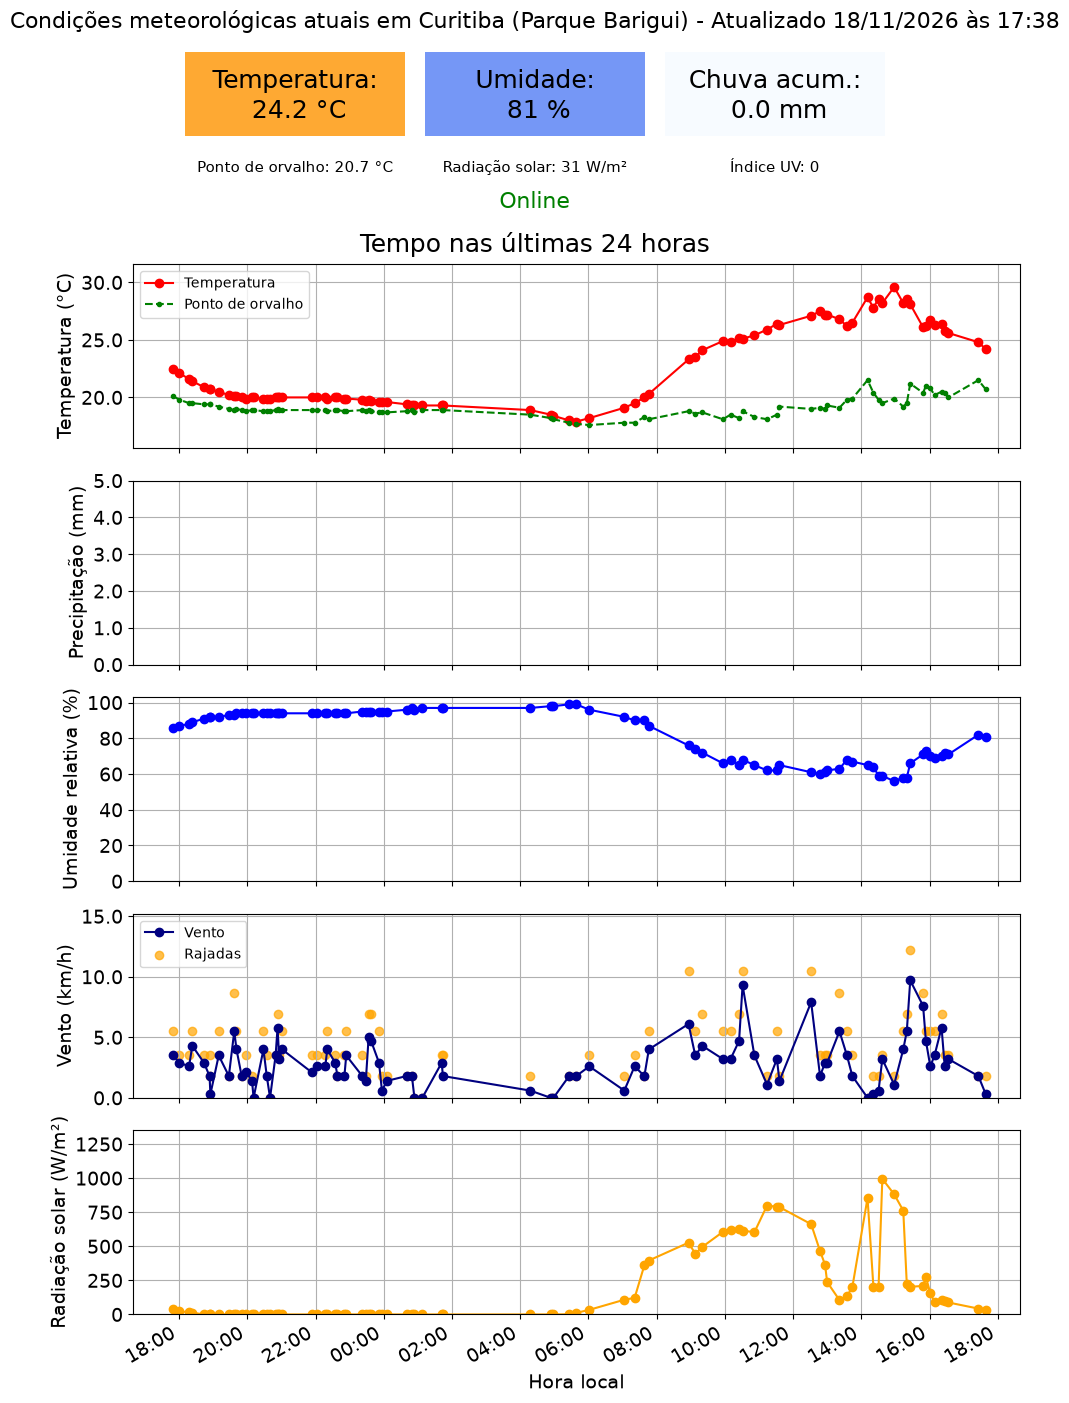 Condições meteorológicas atuais em Curitiba (Parque Barigui) - Atualizado 18/11/2026 às 17:38
Temperatura:
24.2 °C
Umidade:
81 %
Chuva acum.:
0.0 mm
Ponto de orvalho: 20.7 °C
Radiação solar: 31 W/m²
Índice UV: 0
Online
Tempo nas últimas 24 horas
Temperatura (°C)
30.0
25.0
20.0
Temperatura
Ponto de orvalho
Precipitação (mm)
5.0
4.0
3.0
2.0
1.0
0.0
Umidade relativa (%)
100
80
60
40
20
0
Vento (km/h)
15.0
10.0
5.0
0.0
Vento
Rajadas
Radiação solar (W/m²)
1250
1000
750
500
250
0
18:00
20:00
22:00
00:00
02:00
04:00
06:00
08:00
10:00
12:00
14:00
16:00
18:00
Hora local